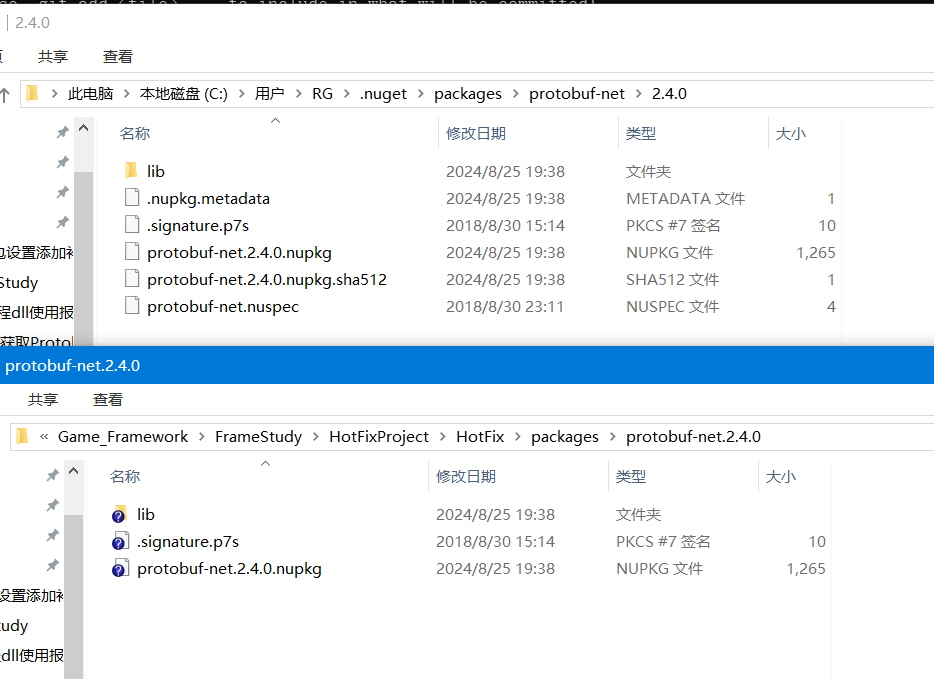 2.4.0
共享 查看
此电脑 本地磁盘 (C:) 用户 RG .nuget packages protobuf-net 2.4.0
名称 修改日期 类型 大小
lib 2024/8/25 19:38 文件夹
.nupkg.metadata 2024/8/25 19:38 METADATA 文件 1
.signature.p7s 2018/8/30 15:14 PKCS #7 签名 10
protobuf-net.2.4.0.nupkg 2024/8/25 19:38 NUPKG 文件 1,265
设置添加
protobuf-net.2.4.0.nupkg.sha512 2024/8/25 19:38 SHA512 文件 1
Study
protobuf-net.nuspec 2018/8/30 23:11 NUSPEC 文件 4
程dll使用报
获取Proto
protobuf-net.2.4.0
共享 查看
« Game_Framework FrameStudy HotFixProject HotFix packages protobuf-net.2.4.0
名称 修改日期 类型 大小
lib 2024/8/25 19:38 文件夹
.signature.p7s 2018/8/30 15:14 PKCS #7 签名 10
protobuf-net.2.4.0.nupkg 2024/8/25 19:38 NUPKG 文件 1,265
设置添加
tudy
dll使用报